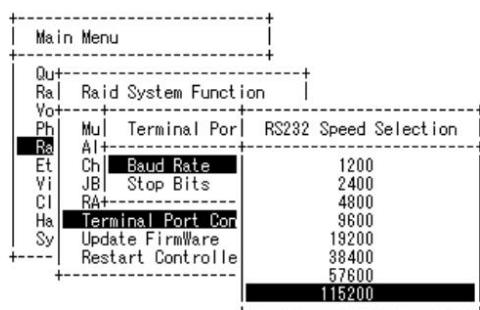 Main Menu
Qu
Ra
Raid System Function
Vo
Ph
Mu
Terminal Por
RS232 Speed Selection
Ra
Al
Et
Ch
Baud Rate
1200
Vi
JB
Stop Bits
2400
Cl
RA
4800
Ha
Terminal Port Con
9600
Sy
Update FirmWare
19200
Restart Controlle
38400
57600
115200